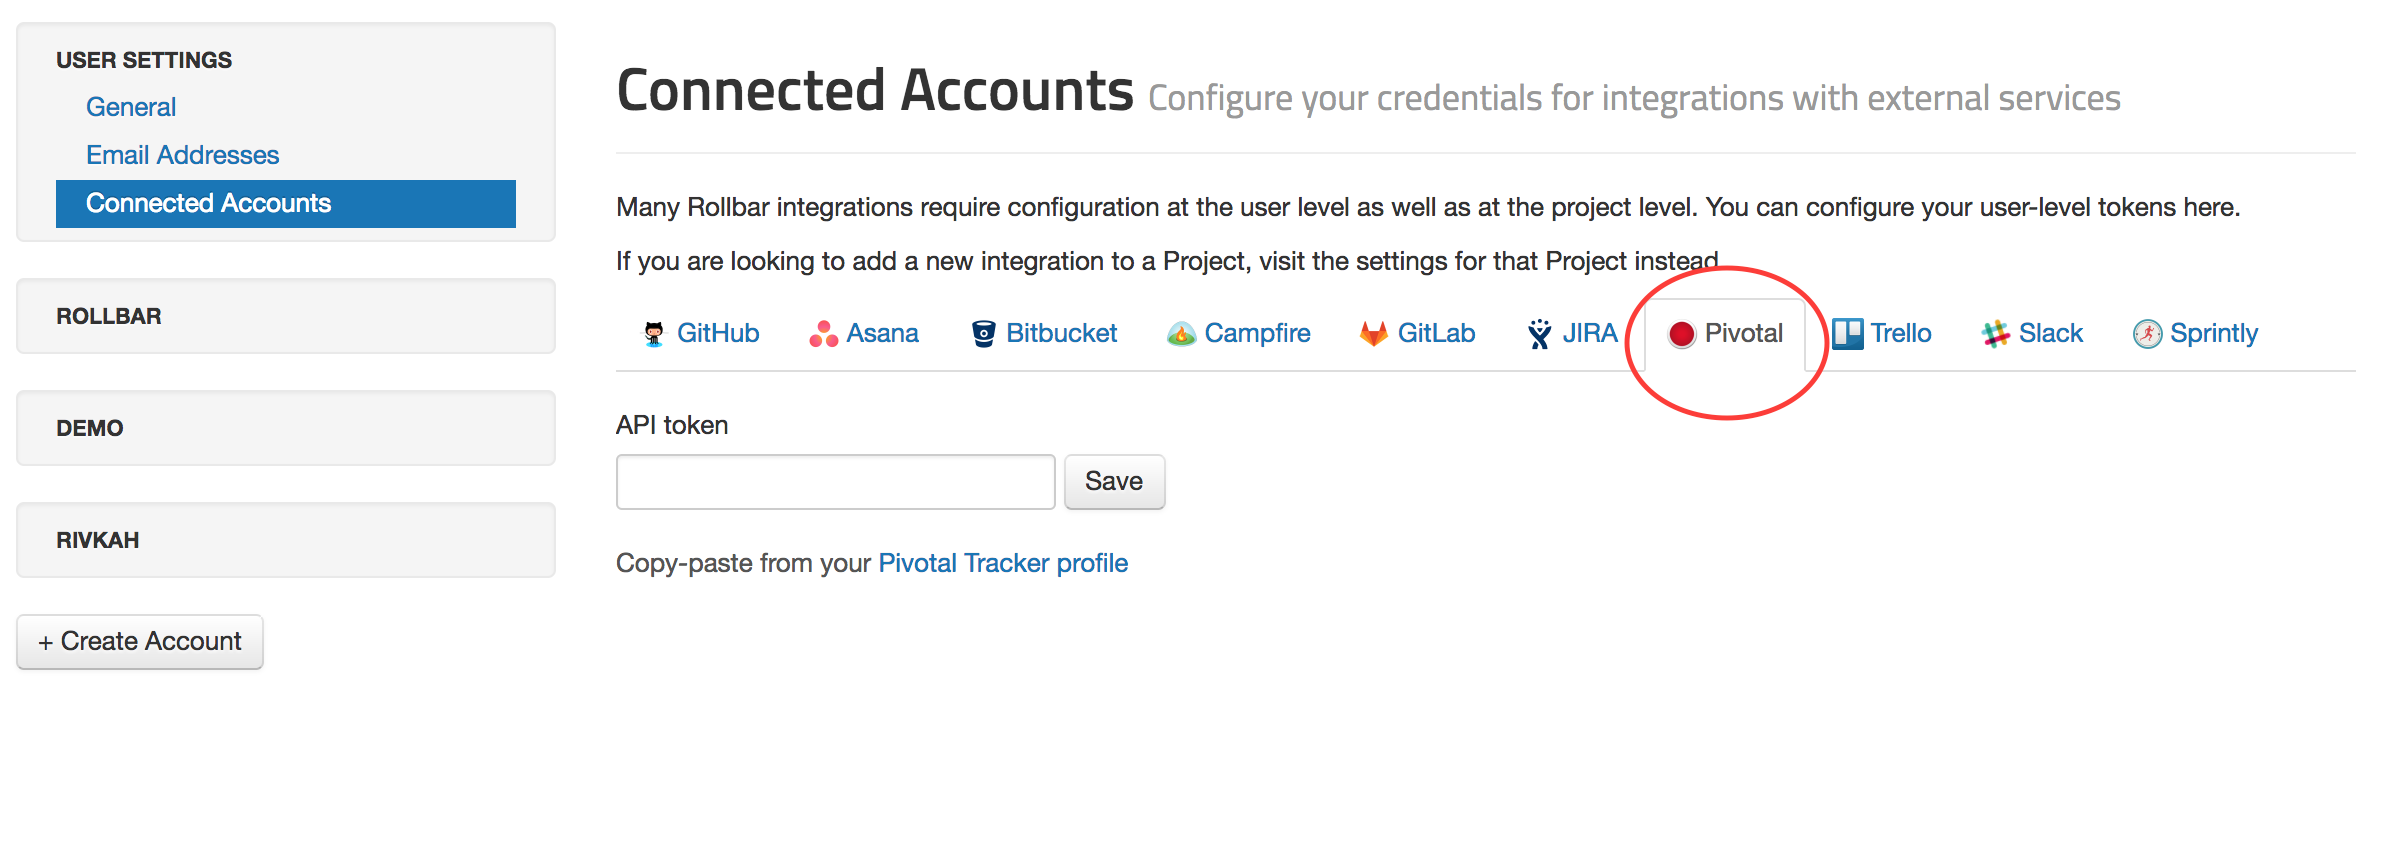 USER SETTINGS
General
Email Addresses
Connected Accounts
ROLLBAR
DEMO
RIVKAH
+ Create Account
Connected Accounts Configure your credentials for integrations with external services
Many Rollbar integrations require configuration at the user level as well as at the project level. You can configure your user-level tokens here.
If you are looking to add a new integration to a Project, visit the settings for that Project instead
GitHub Asana Bitbucket Campfire GitLab JIRA Pivotal Trello Slack Sprintly
API token
Save
Copy-paste from your Pivotal Tracker profile